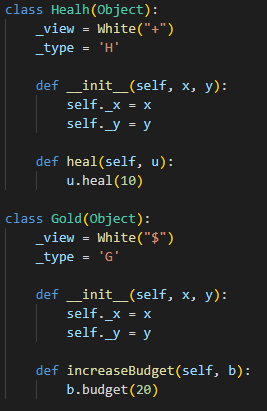 class Healh(Object):
    _view = White("+")
    _type = 'H'

    def __init__(self, x, y):
        self._x = x
        self._y = y

    def heal(self, u):
        u.heal(10)

class Gold(Object):
    _view = White("$")
    _type = 'G'

    def __init__(self, x, y):
        self._x = x
        self._y = y

    def increaseBudget(self, b):
        b.budget(20)